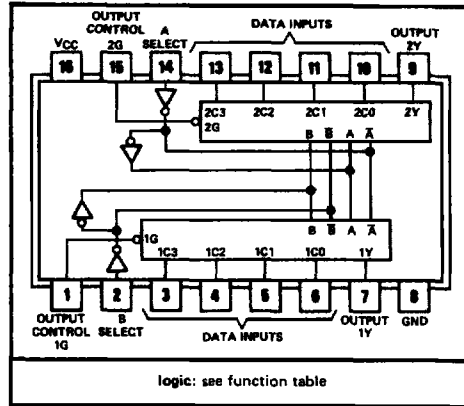 OUTPUT CONTROL 2G
A SELECT
DATA INPUTS
OUTPUT 2Y
VCC
16 15 14 13 12 11 10 9
2C3 2C2 2C1 2C0 2Y
2G
B B̅ A A̅
B B̅ A A̅
1G
1C3 1C2 1C1 1C0 1Y
1 2 3 4 5 6 7 8
OUTPUT CONTROL 1G
B SELECT
DATA INPUTS
OUTPUT 1Y
GND
logic: see function table